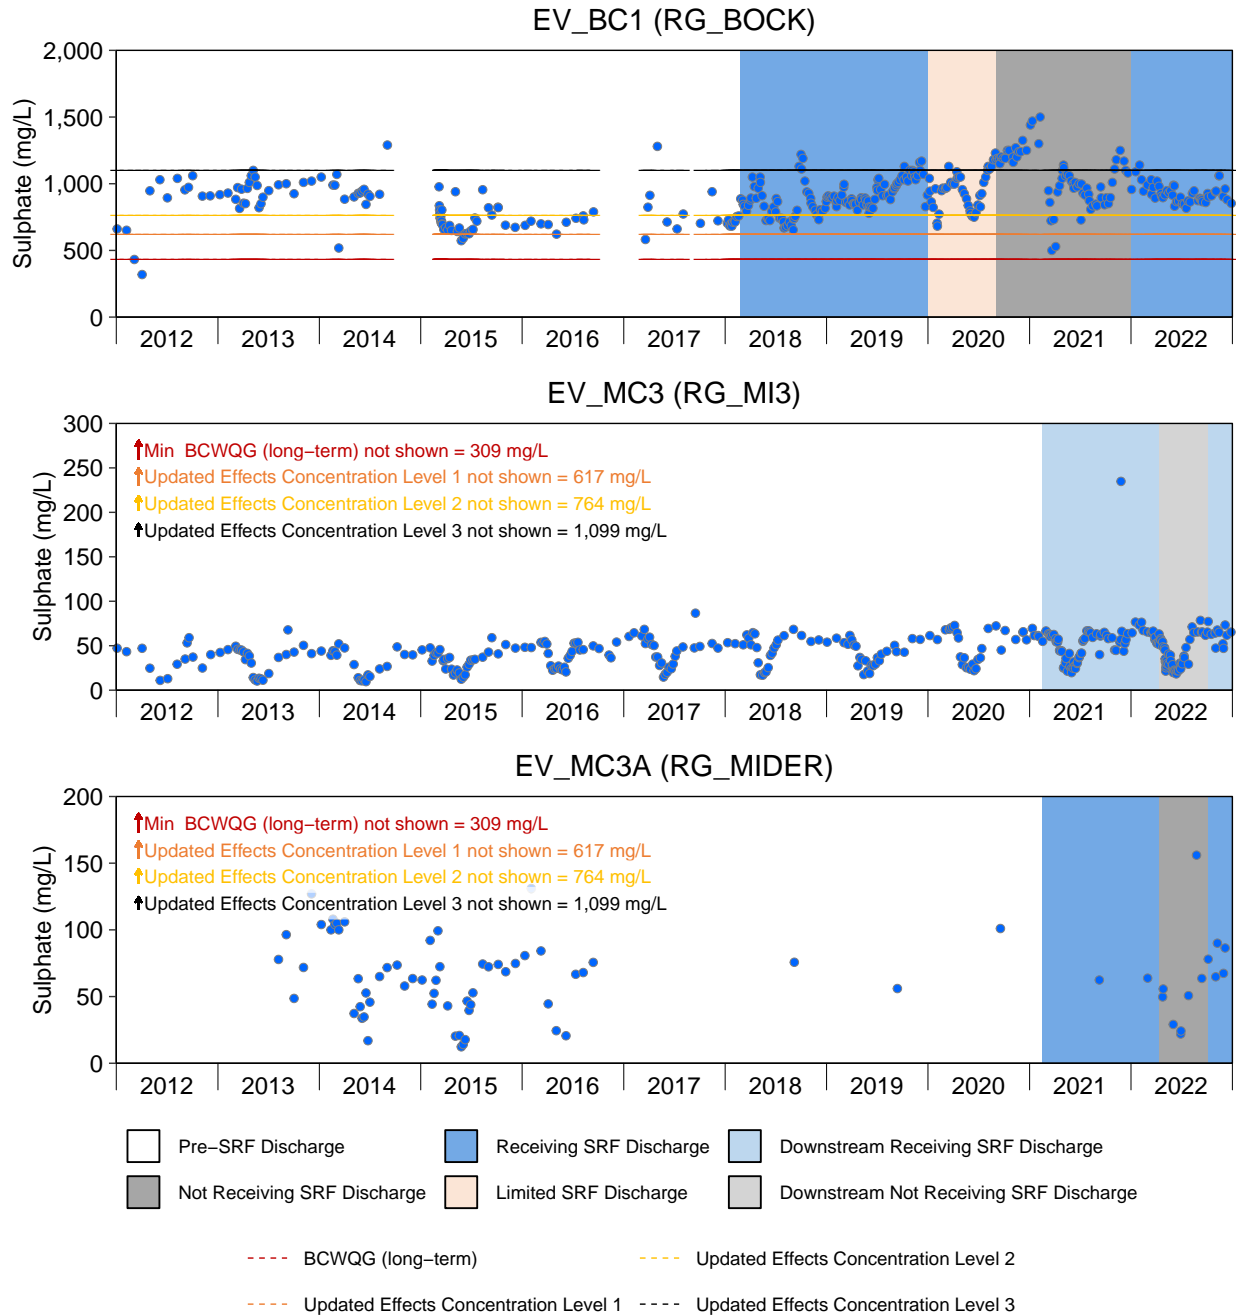 EV_BC1 (RG_BOCK)
Sulphate (mg/L)
2,000
1,500
1,000
500
0
2012 2013 2014 2015 2016 2017 2018 2019 2020 2021 2022
EV_MC3 (RG_MI3)
Sulphate (mg/L)
300
250
200
150
100
50
0
Min BCWQG (long−term) not shown = 309 mg/L
Updated Effects Concentration Level 1 not shown = 617 mg/L
Updated Effects Concentration Level 2 not shown = 764 mg/L
Updated Effects Concentration Level 3 not shown = 1,099 mg/L
2012 2013 2014 2015 2016 2017 2018 2019 2020 2021 2022
EV_MC3A (RG_MIDER)
Sulphate (mg/L)
200
150
100
50
0
Min BCWQG (long−term) not shown = 309 mg/L
Updated Effects Concentration Level 1 not shown = 617 mg/L
Updated Effects Concentration Level 2 not shown = 764 mg/L
Updated Effects Concentration Level 3 not shown = 1,099 mg/L
2012 2013 2014 2015 2016 2017 2018 2019 2020 2021 2022
Pre−SRF Discharge Receiving SRF Discharge Downstream Receiving SRF Discharge
Not Receiving SRF Discharge Limited SRF Discharge Downstream Not Receiving SRF Discharge
BCWQG (long−term) Updated Effects Concentration Level 2
Updated Effects Concentration Level 1 Updated Effects Concentration Level 3